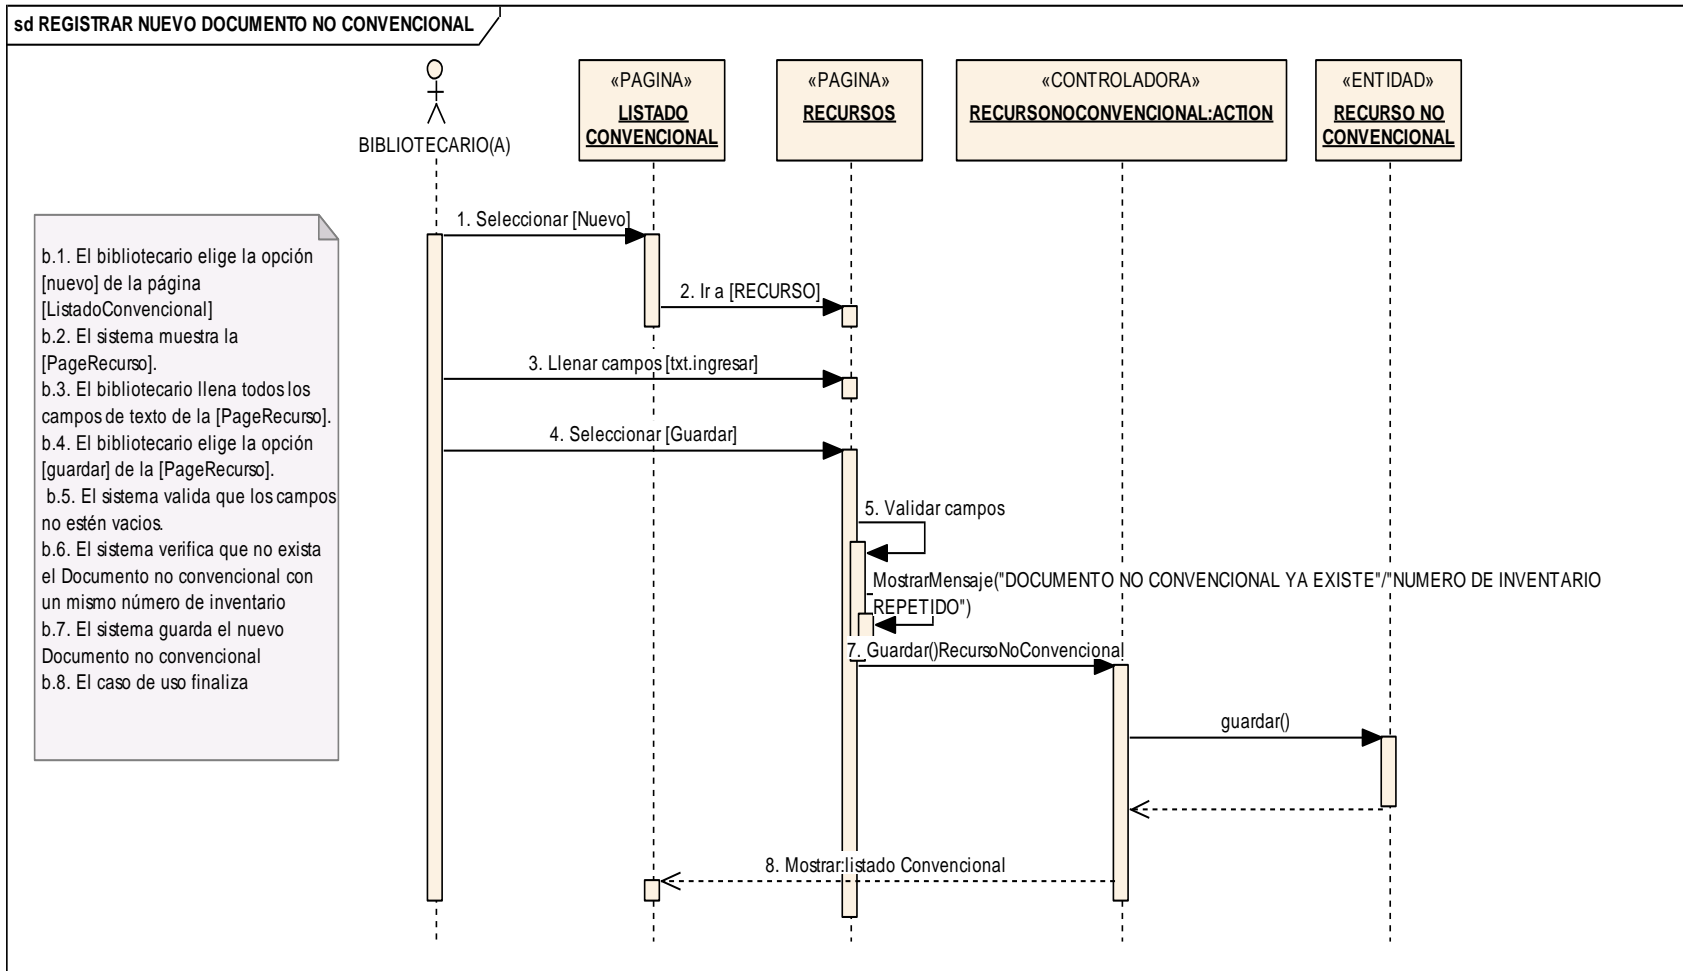 sd REGISTRAR NUEVO DOCUMENTO NO CONVENCIONAL
BIBLIOTECARIO(A)
«PAGINA»
LISTADO
CONVENCIONAL
«PAGINA»
RECURSOS
«CONTROLADORA»
RECURSONOCONVENCIONAL:ACTION
«ENTIDAD»
RECURSO NO
CONVENCIONAL
b.1. El bibliotecario elige la opción
[nuevo] de la página
[ListadoConvencional]
b.2. El sistema muestra la
[PageRecurso].
b.3. El bibliotecario llena todos los
campos de texto de la [PageRecurso].
b.4. El bibliotecario elige la opción
[guardar] de la [PageRecurso].
b.5. El sistema valida que los campos
no estén vacios.
b.6. El sistema verifica que no exista
el Documento no convencional con
un mismo número de inventario
b.7. El sistema guarda el nuevo
Documento no convencional
b.8. El caso de uso finaliza
1. Seleccionar [Nuevo]
2. Ir a [RECURSO]
3. Llenar campos [txt.ingresar]
4. Seleccionar [Guardar]
5. Validar campos
MostrarMensaje("DOCUMENTO NO CONVENCIONAL YA EXISTE"/"NUMERO DE INVENTARIO
REPETIDO")
7. Guardar()RecursoNoConvencional
guardar()
8. Mostrar:listado Convencional